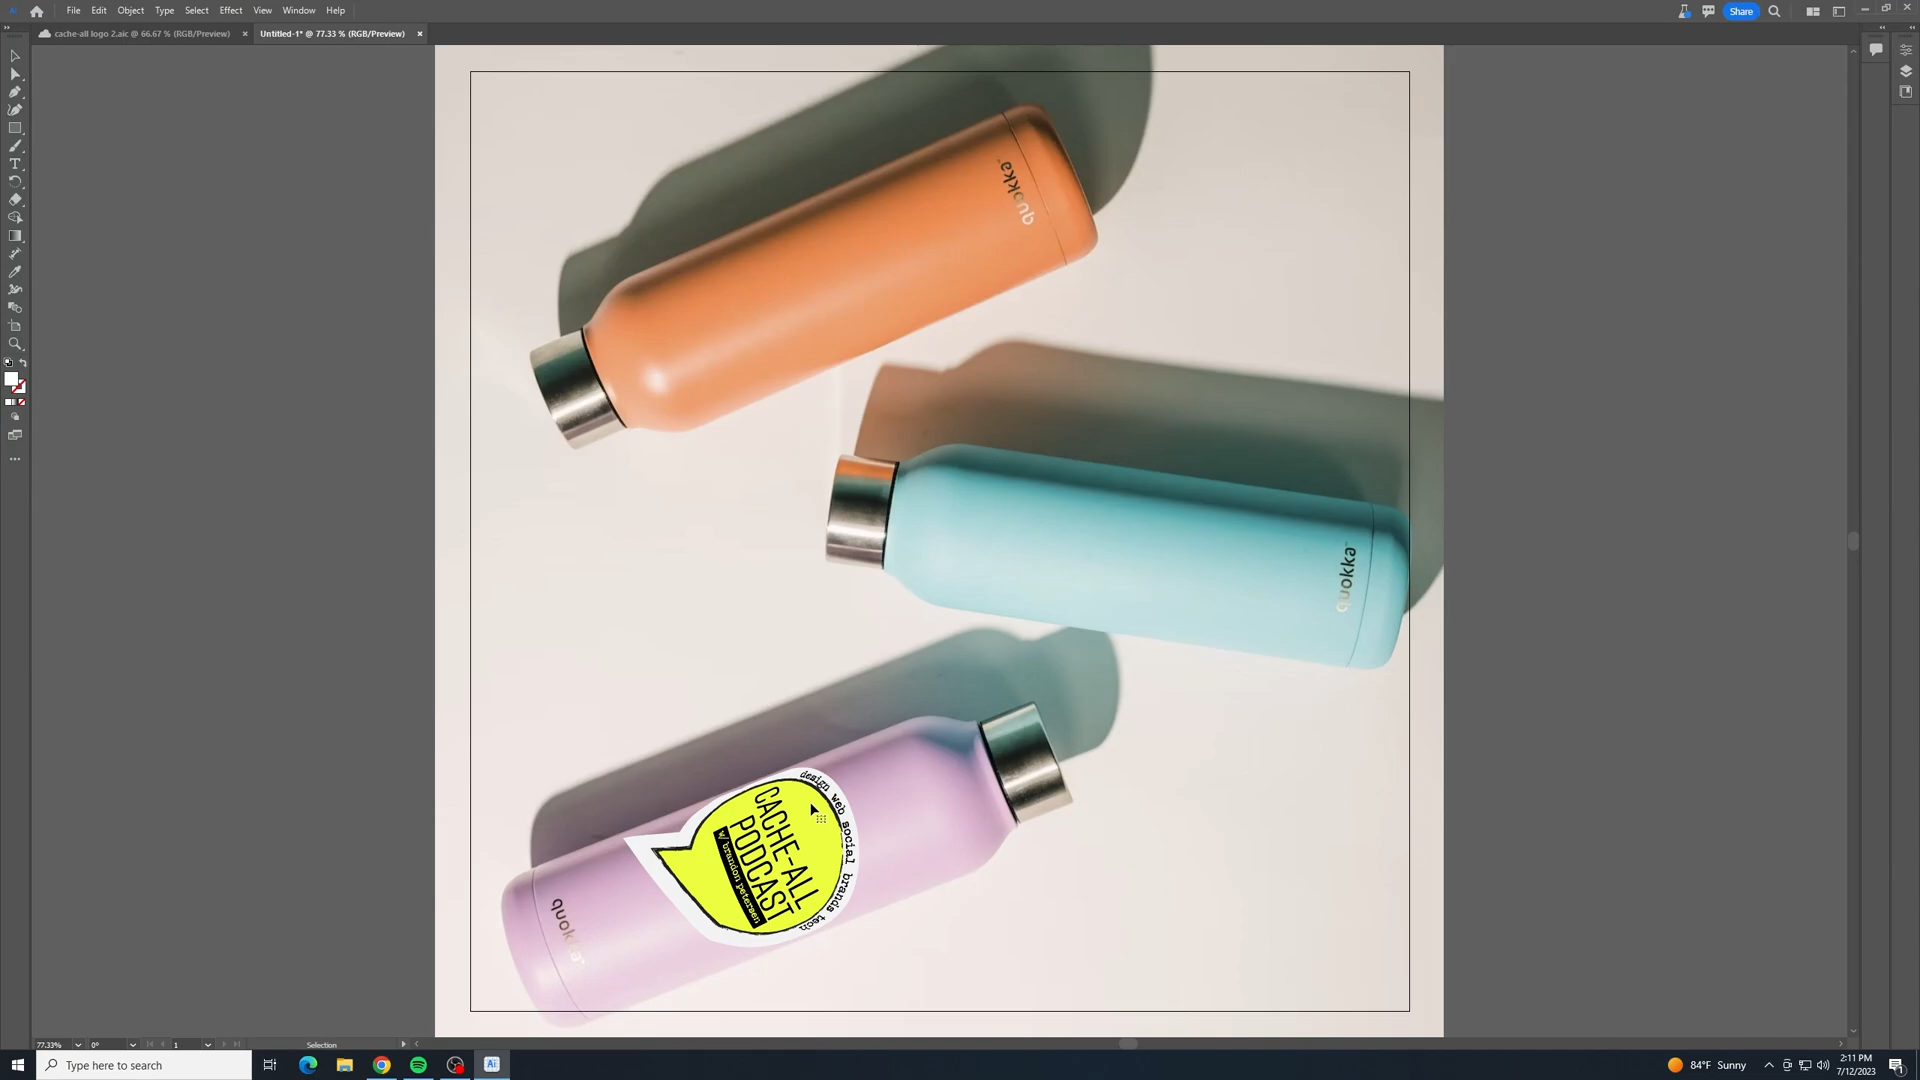 File Edit Object Type Select Effect View Window Help
Share
cache-all logo 2.aic @ 66.67 % (RGB/Preview)
Untitled-1* @ 77.33 % (RGB/Preview)
quokka
quokka
design web social brands tech
CACHE-ALL
PODCAST
w/ brandon petersen
quokka
77.33%
0°
1
Selection
Type here to search
Ai
84°F Sunny
2:11 PM
7/12/2023